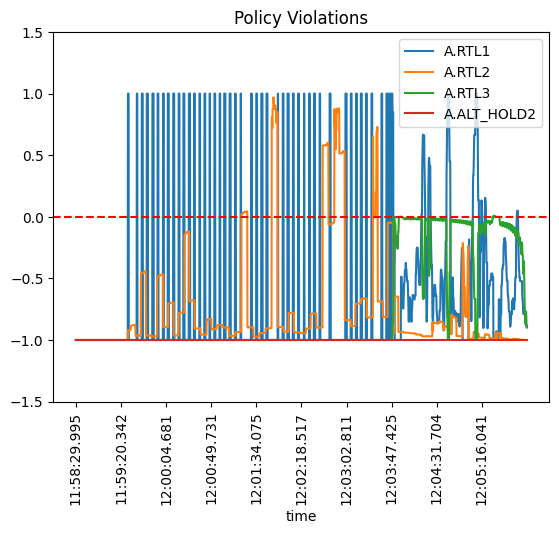 Policy Violations
A.RTL1
A.RTL2
A.RTL3
A.ALT_HOLD2
1.5
1.0
0.5
0.0
−0.5
−1.0
−1.5
11:58:29.995
11:59:20.342
12:00:04.681
12:00:49.731
12:01:34.075
12:02:18.517
12:03:02.811
12:03:47.425
12:04:31.704
12:05:16.041
time